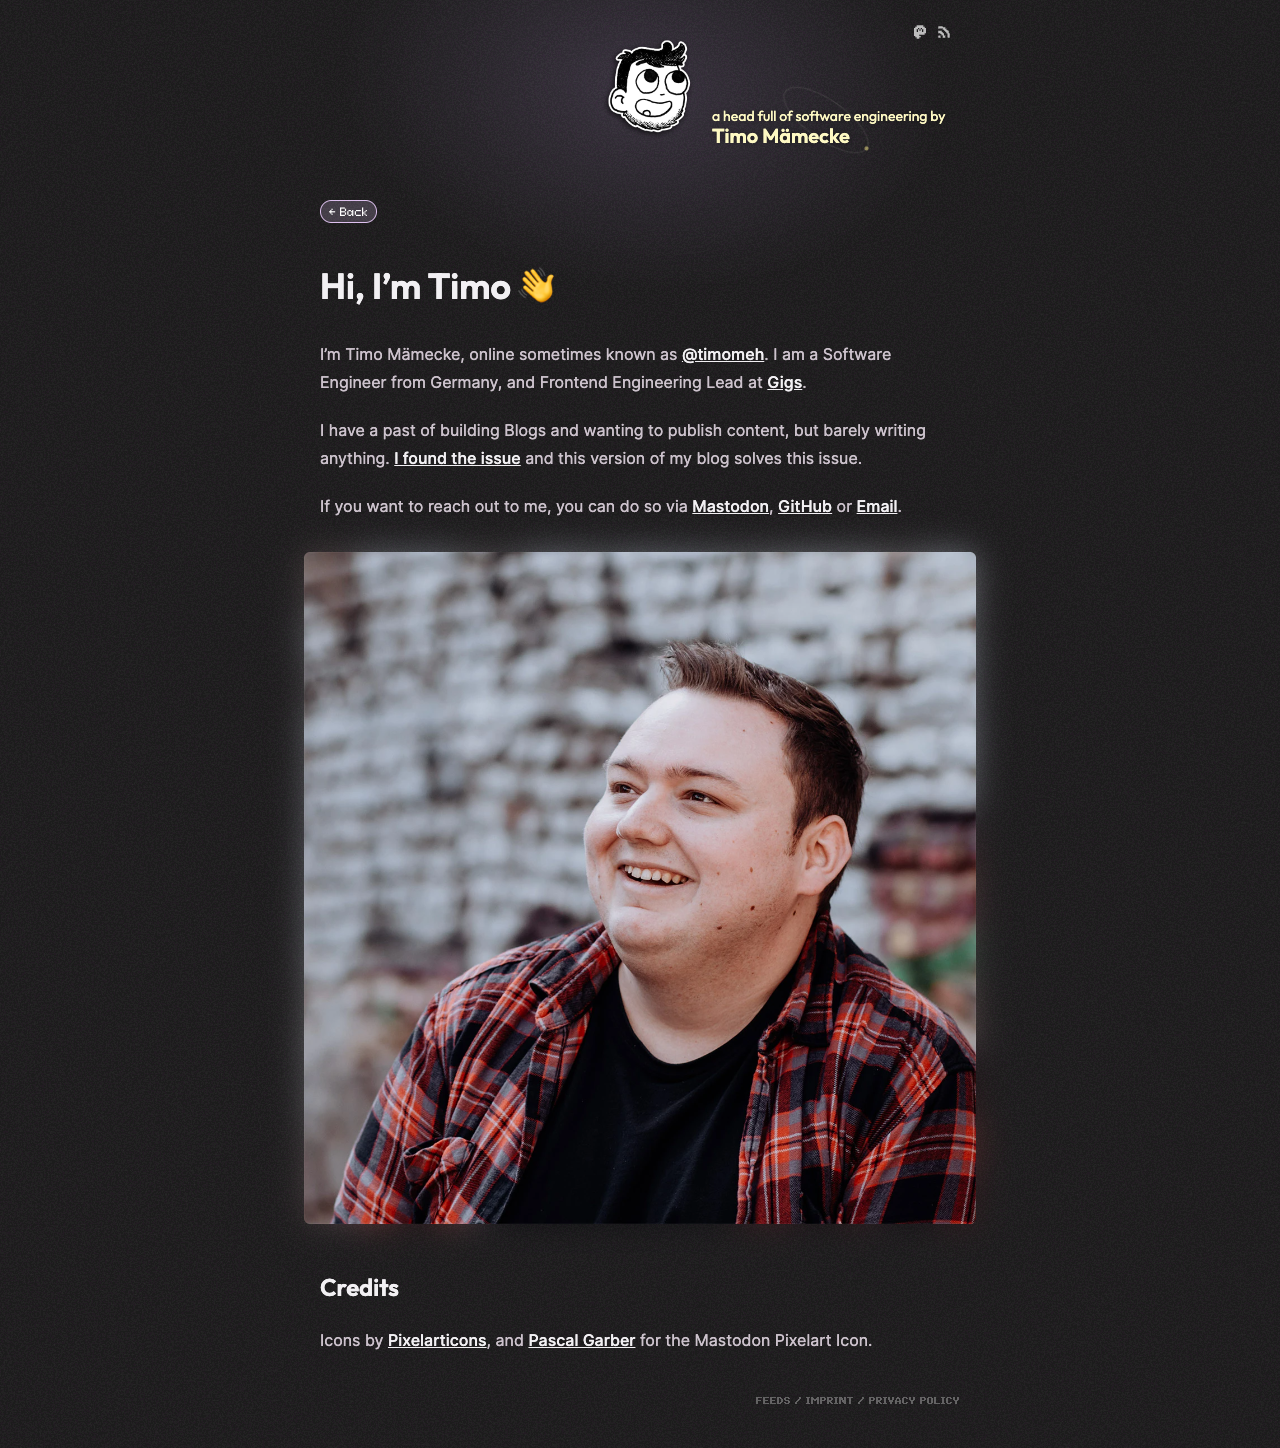 a head full of software engineering by
Timo Mämecke
← Back
Hi, I’m Timo 👋
I’m Timo Mämecke, online sometimes known as @timomeh. I am a Software
Engineer from Germany, and Frontend Engineering Lead at Gigs.
I have a past of building Blogs and wanting to publish content, but barely writing
anything. I found the issue and this version of my blog solves this issue.
If you want to reach out to me, you can do so via Mastodon, GitHub or Email.
Credits
Icons by Pixelarticons, and Pascal Garber for the Mastodon Pixelart Icon.
FEEDS / IMPRINT / PRIVACY POLICY